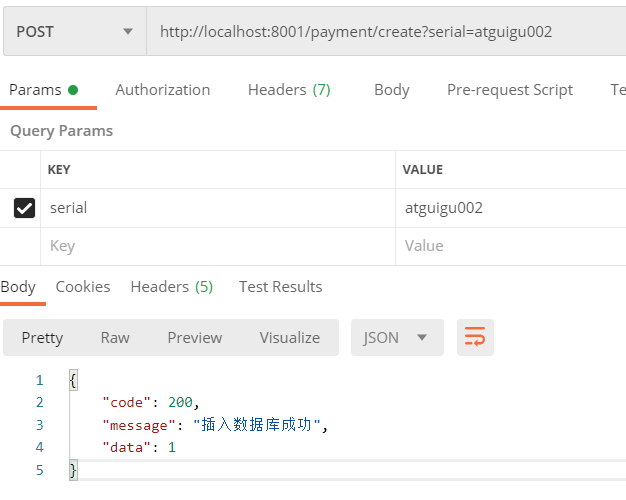 POST http://localhost:8001/payment/create?serial=atguigu002
Params Authorization Headers (7) Body Pre-request Script Te
Query Params
KEY VALUE
serial atguigu002
Key Value
Body Cookies Headers (5) Test Results
Pretty Raw Preview Visualize JSON
1 {
2 "code": 200,
3 "message": "插入数据库成功",
4 "data": 1
5 }